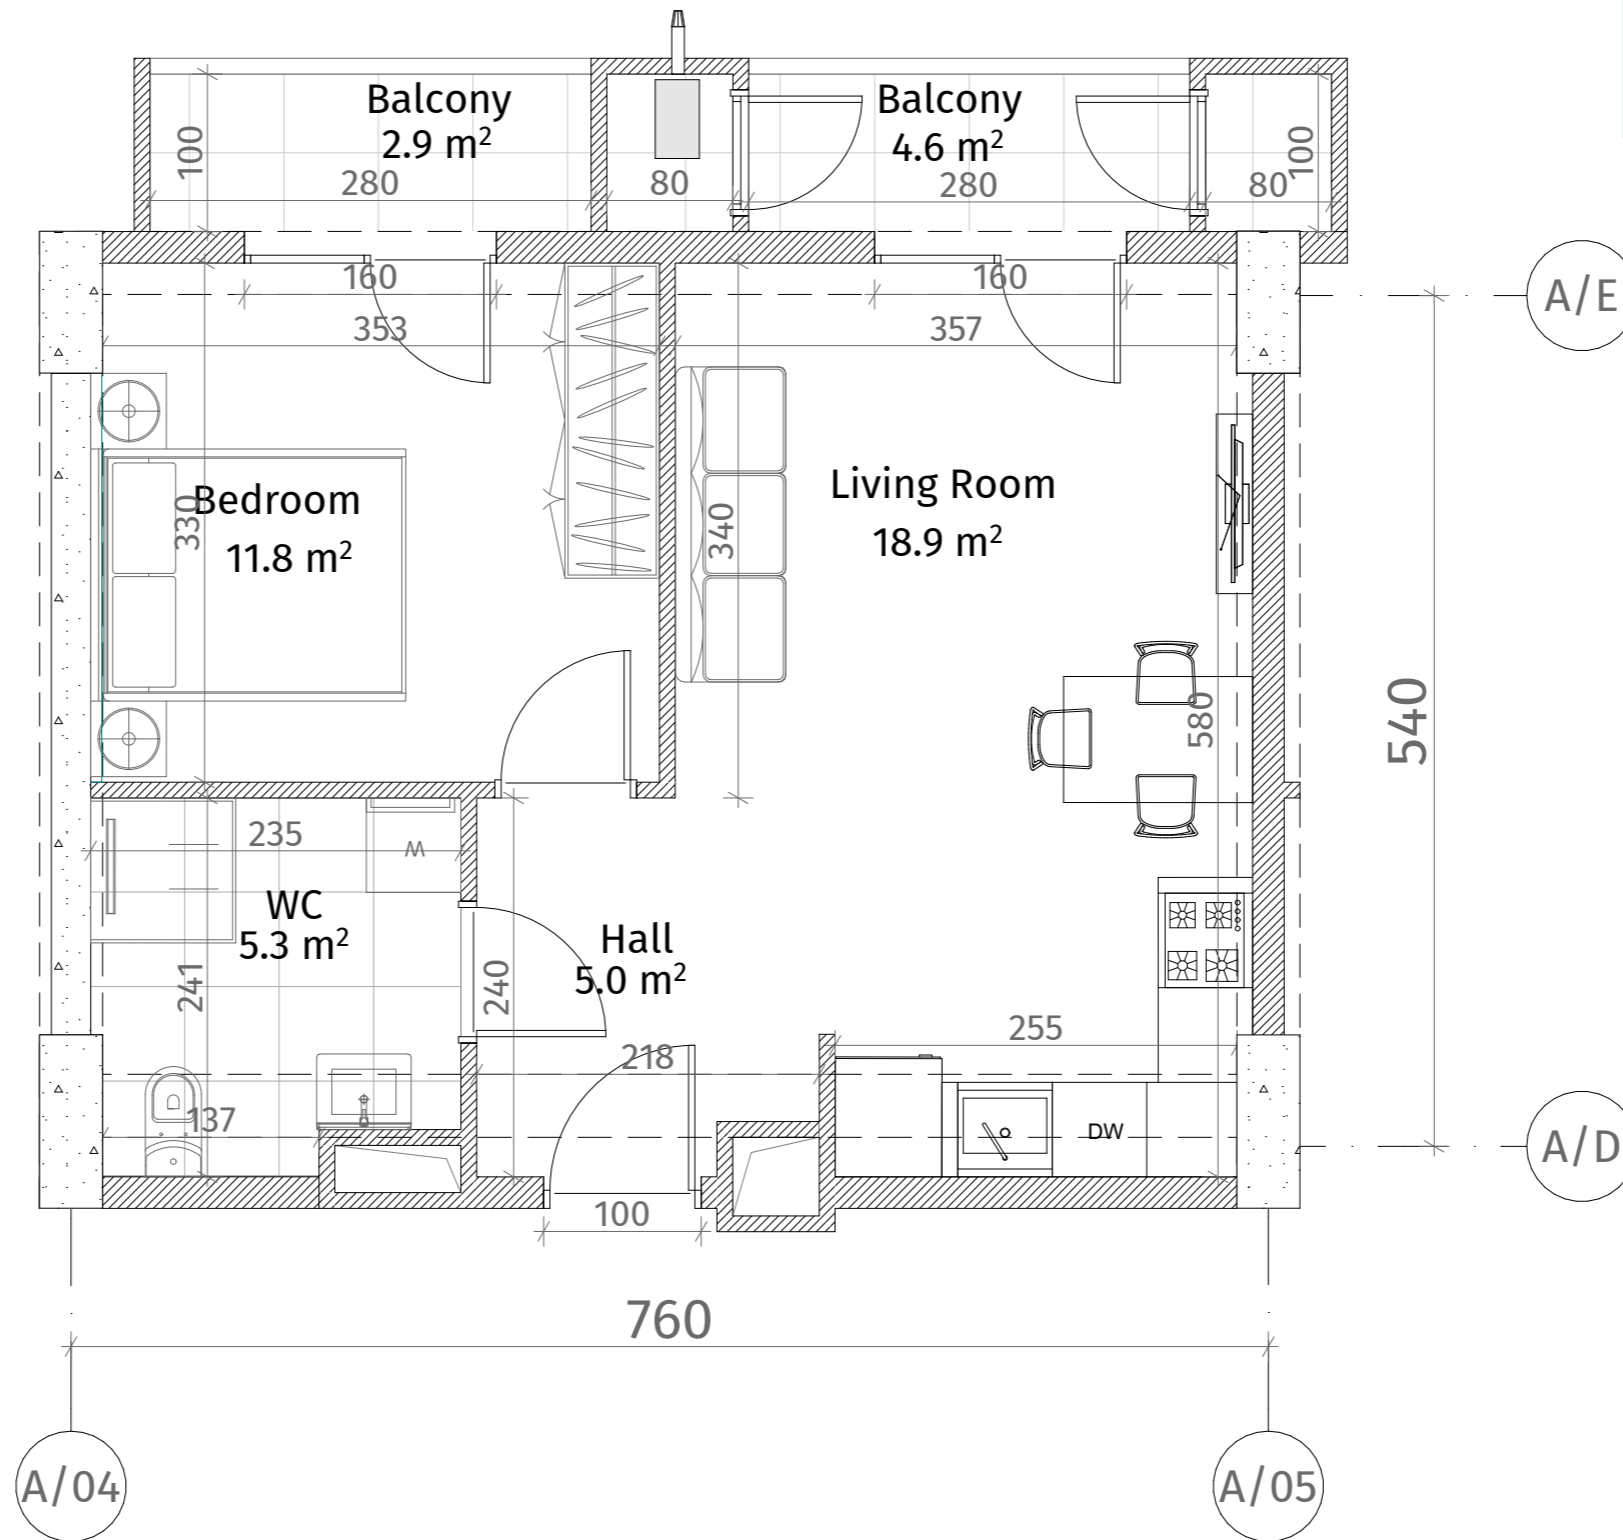 Balcony
2.9 m²
Balcony
4.6 m²
100
280
80
280
80
100
160
160
353
357
A/E
Bedroom
11.8 m²
330
340
Living Room
18.9 m²
580
540
235
W
WC
5.3 m²
241
240
Hall
5.0 m²
218
255
137
DW
A/D
100
760
A/04
A/05